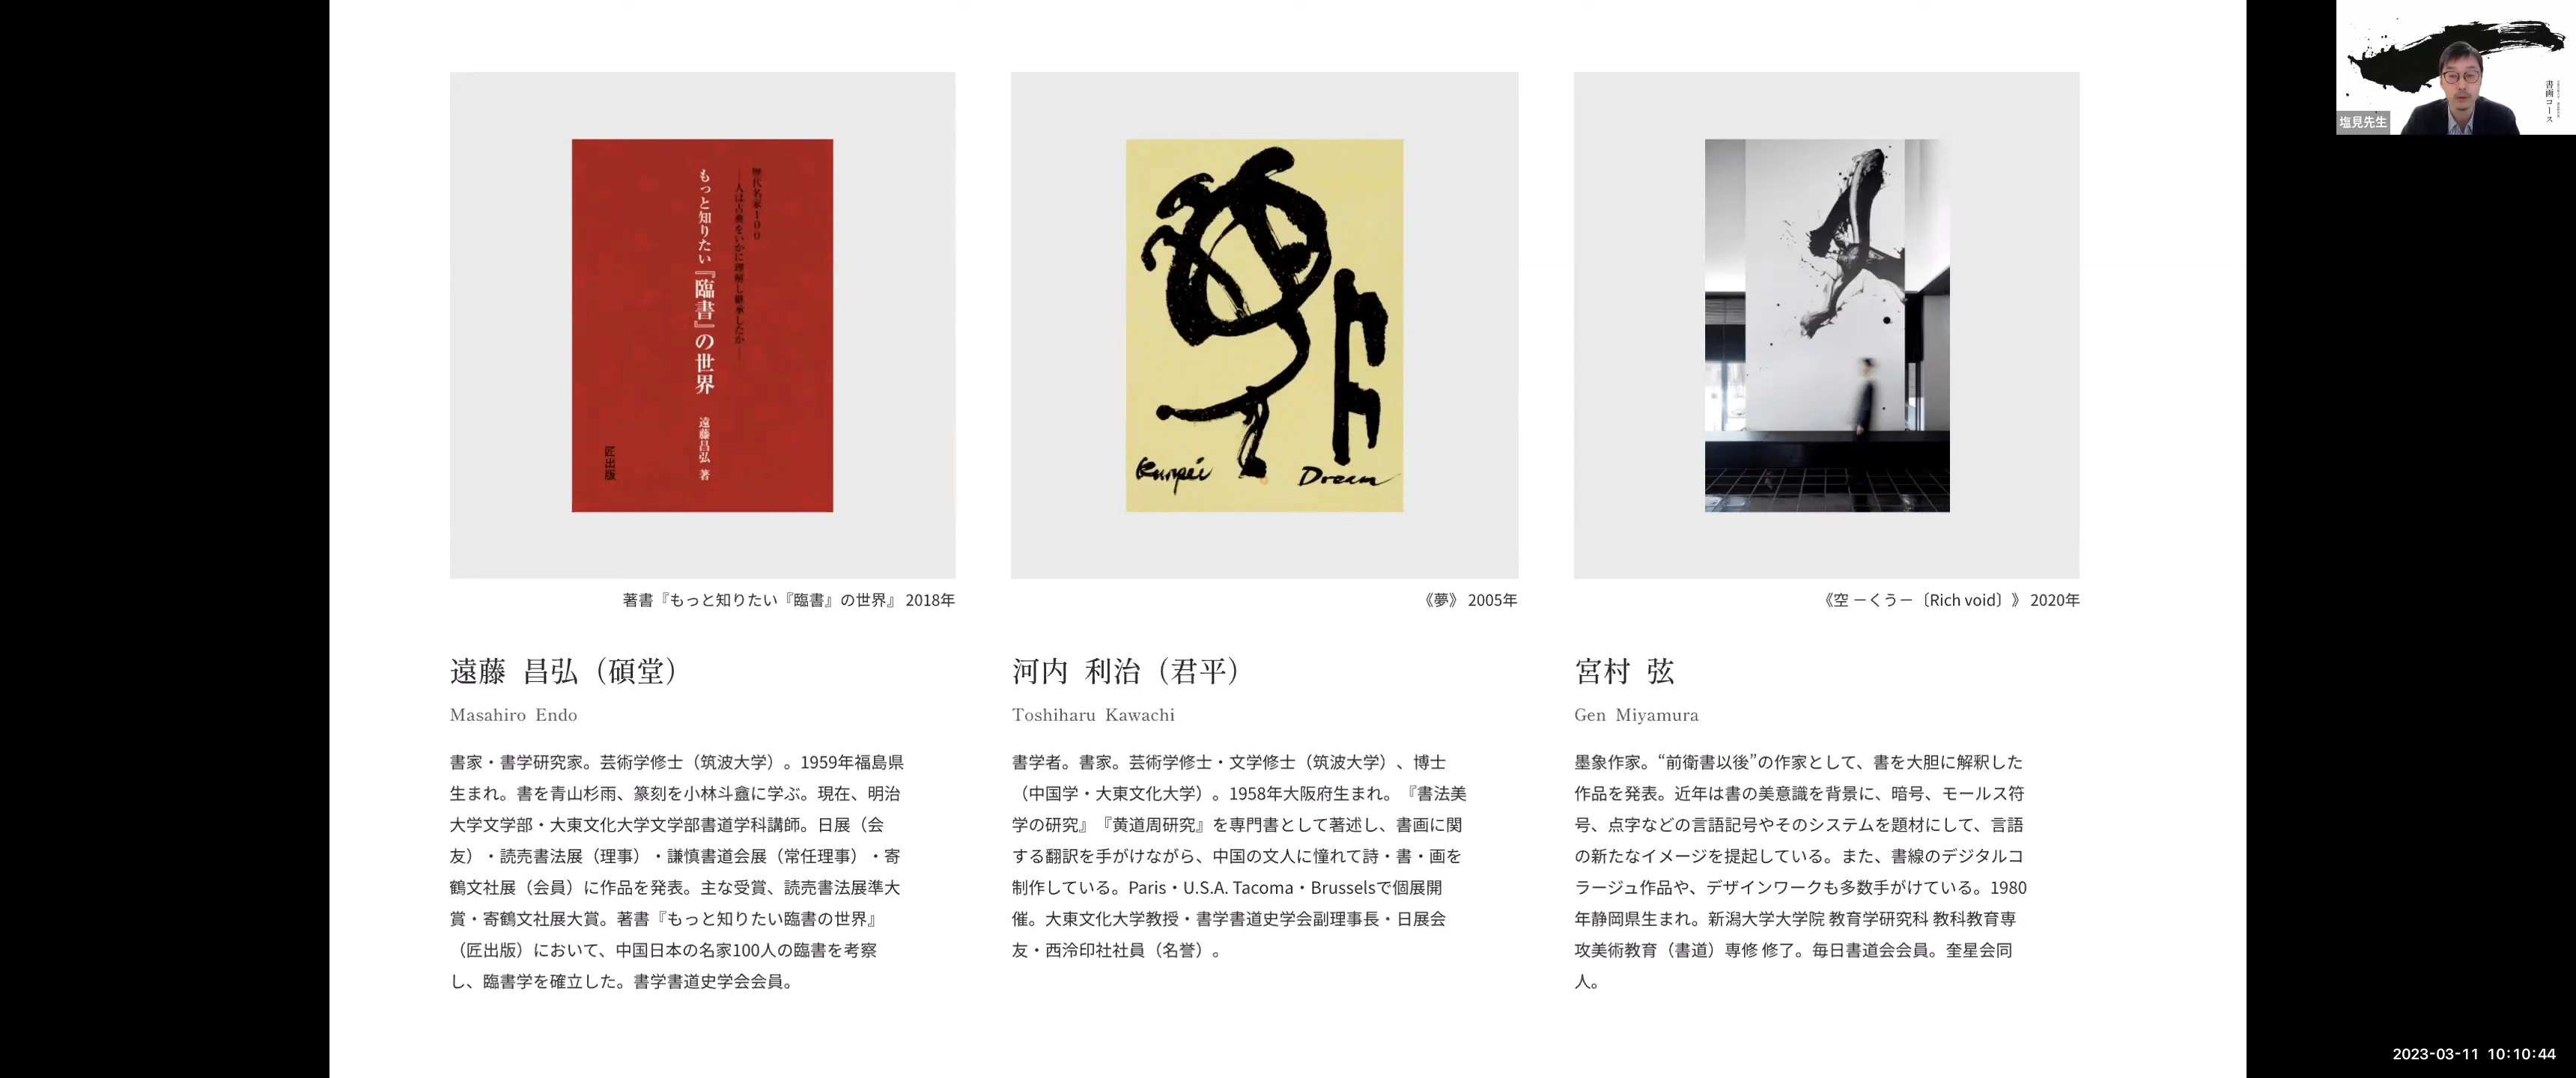 歴代名家100
―人は古典をいかに理解し継承したか―
もっと知りたい『臨書』の世界
遠藤昌弘 著
匠出版
著書『もっと知りたい『臨書』の世界』 2018年
遠藤 昌弘（碩堂）
Masahiro Endo
書家・書学研究家。芸術学修士（筑波大学）。1959年福島県
生まれ。書を青山杉雨、篆刻を小林斗盦に学ぶ。現在、明治
大学文学部・大東文化大学文学部書道学科講師。日展（会
友）・読売書法展（理事）・謙慎書道会展（常任理事）・寄
鶴文社展（会員）に作品を発表。主な受賞、読売書法展準大
賞・寄鶴文社展大賞。著書『もっと知りたい臨書の世界』
（匠出版）において、中国日本の名家100人の臨書を考察
し、臨書学を確立した。書学書道史学会会員。
Kunpei
Dream
《夢》 2005年
河内 利治（君平）
Toshiharu Kawachi
書学者。書家。芸術学修士・文学修士（筑波大学）、博士
（中国学・大東文化大学）。1958年大阪府生まれ。『書法美
学の研究』『黄道周研究』を専門書として著述し、書画に関
する翻訳を手がけながら、中国の文人に憧れて詩・書・画を
制作している。Paris・U.S.A. Tacoma・Brusselsで個展開
催。大東文化大学教授・書学書道史学会副理事長・日展会
友・西泠印社社員（名誉）。
《空 －くう－〔Rich void〕》 2020年
宮村 弦
Gen Miyamura
墨象作家。“前衛書以後”の作家として、書を大胆に解釈した
作品を発表。近年は書の美意識を背景に、暗号、モールス符
号、点字などの言語記号やそのシステムを題材にして、言語
の新たなイメージを提起している。また、書線のデジタルコ
ラージュ作品や、デザインワークも多数手がけている。1980
年静岡県生まれ。新潟大学大学院 教育学研究科 教科教育専
攻美術教育（書道）専修 修了。毎日書道会会員。奎星会同
人。
書画コース
塩見先生
2023-03-11 10:10:44